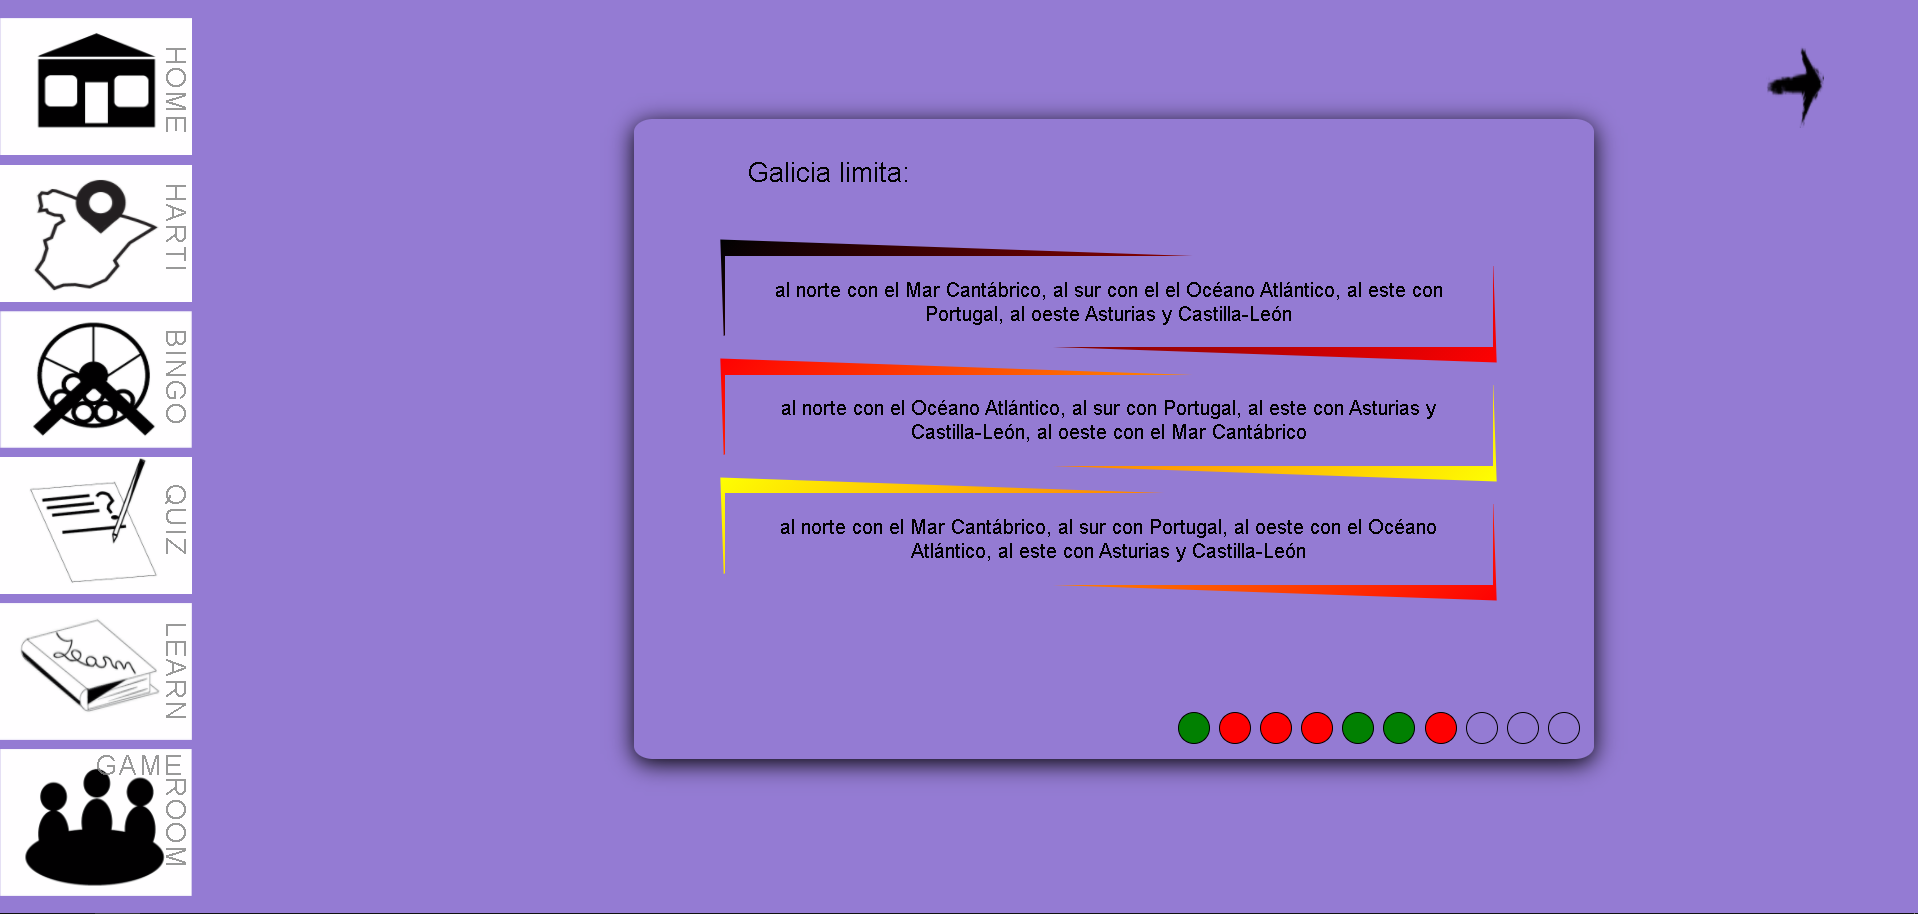 HOME
HARTI
BINGO
QUIZ
Learn
LEARN
GAME
ROOM
Galicia limita:
al norte con el Mar Cantábrico, al sur con el el Océano Atlántico, al este con
Portugal, al oeste Asturias y Castilla-León
al norte con el Océano Atlántico, al sur con Portugal, al este con Asturias y
Castilla-León, al oeste con el Mar Cantábrico
al norte con el Mar Cantábrico, al sur con Portugal, al oeste con el Océano
Atlántico, al este con Asturias y Castilla-León